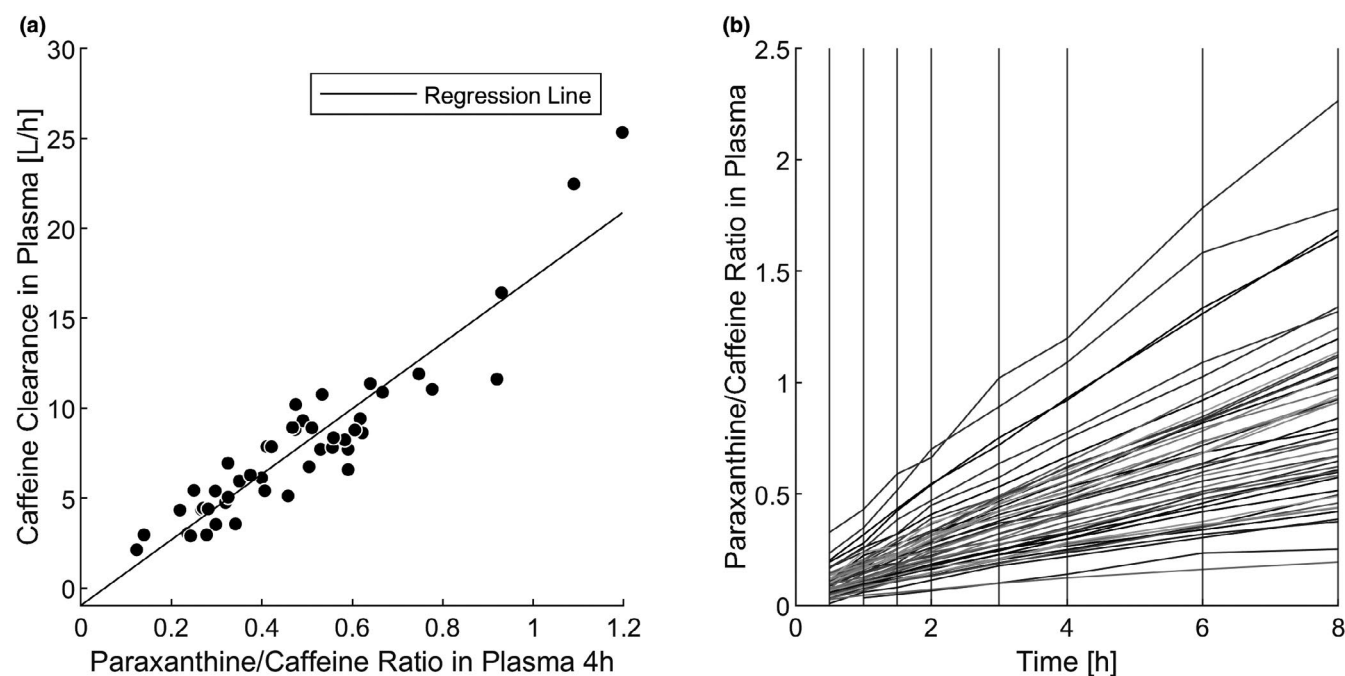 (a)
30
25
20
15
10
5
0
Caffeine Clearance in Plasma [L/h]
Regression Line
0 0.2 0.4 0.6 0.8 1 1.2
Paraxanthine/Caffeine Ratio in Plasma 4h
(b)
2.5
2
1.5
1
0.5
0
Paraxanthine/Caffeine Ratio in Plasma
0 2 4 6 8
Time [h]